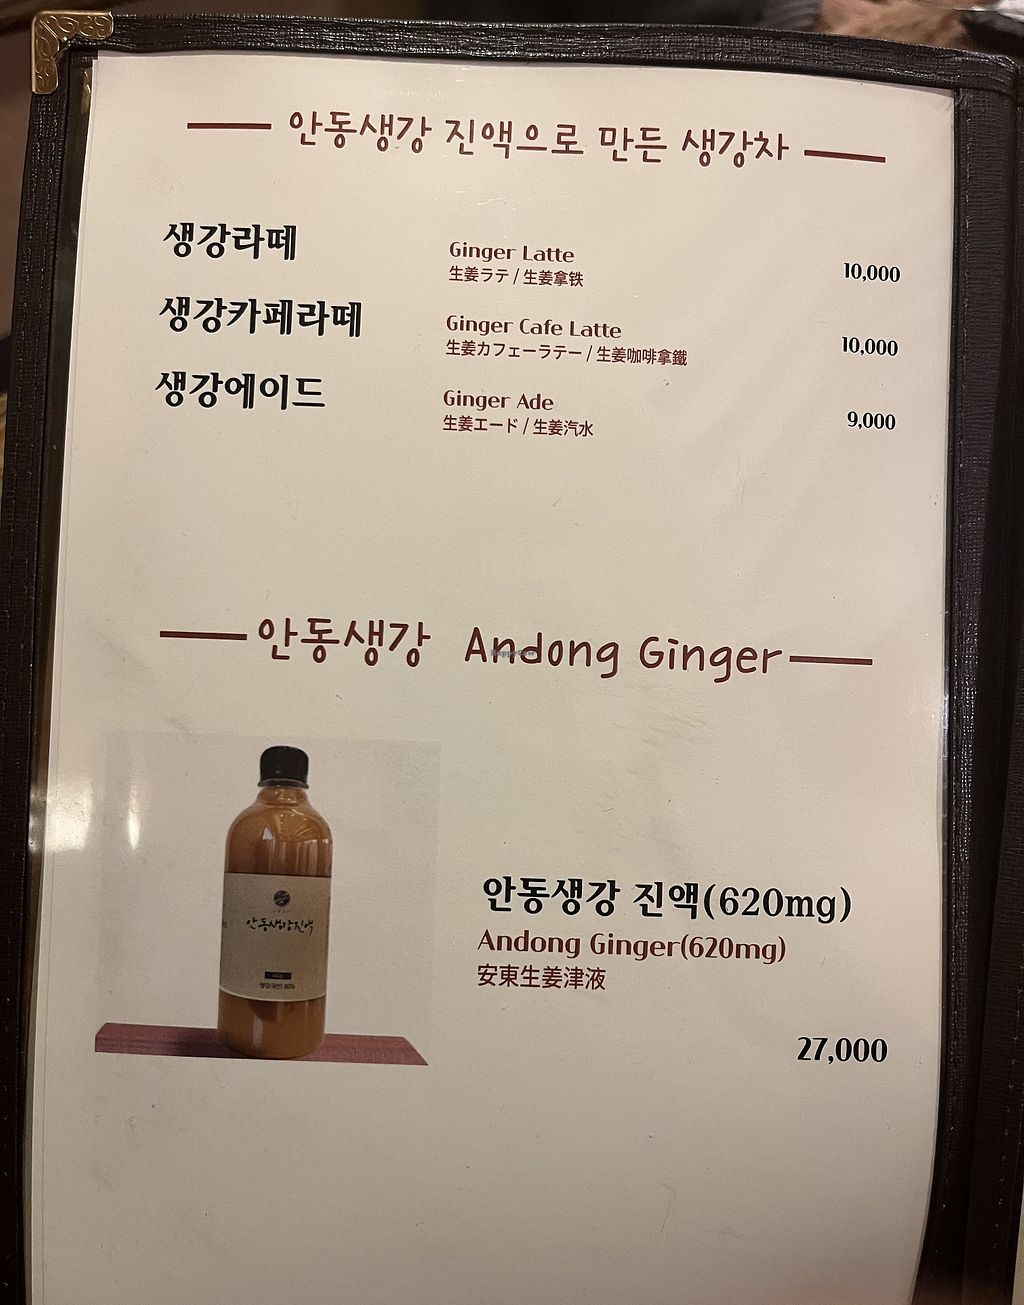 안동생강 진액으로 만든 생강차
생강라떼
Ginger Latte
生姜ラテ / 生姜拿铁
10,000
생강카페라떼
Ginger Cafe Latte
生姜カフェーラテー / 生姜咖啡拿鐵
10,000
생강에이드
Ginger Ade
生姜エード / 生姜汽水
9,000
안동생강 Andong Ginger
안동생강진액
안동생강 진액(620mg)
Andong Ginger(620mg)
安東生姜津液
27,000